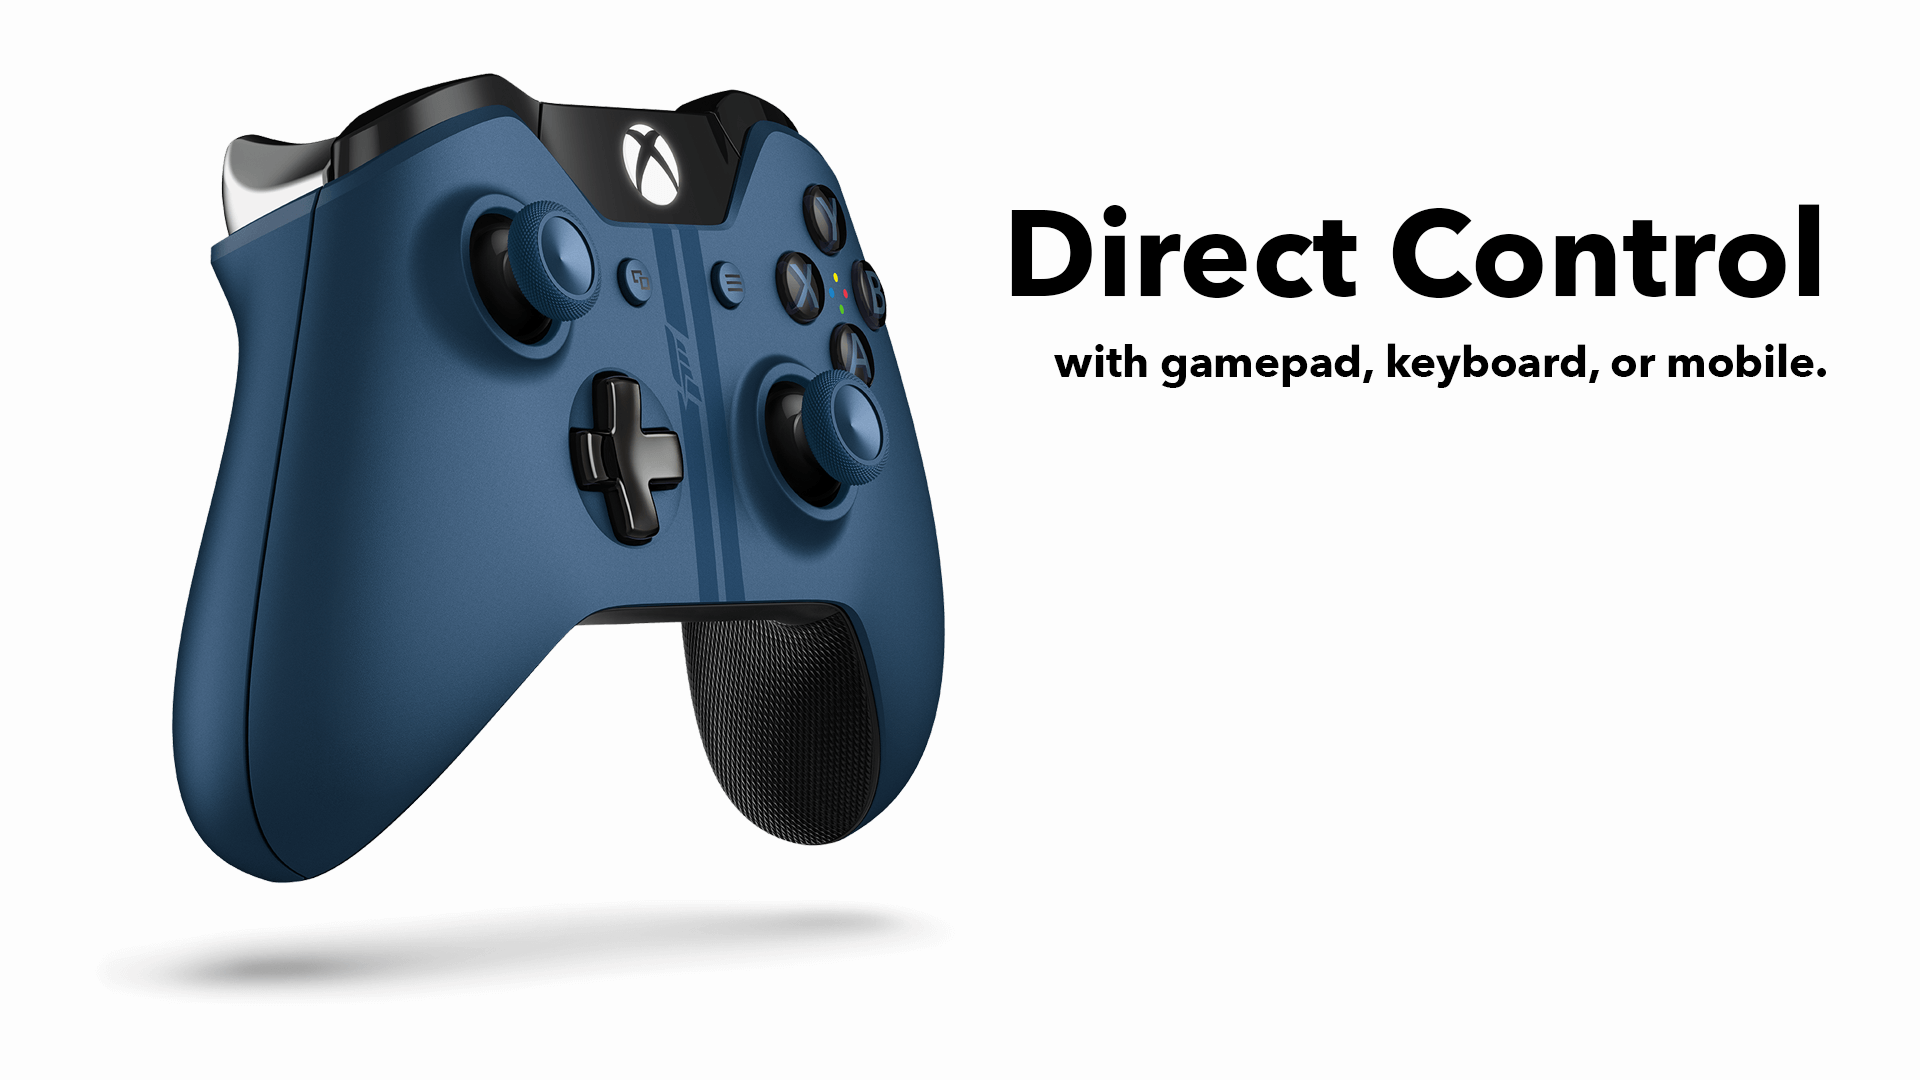 Direct Control
with gamepad, keyboard, or mobile.
Y
X
B
A